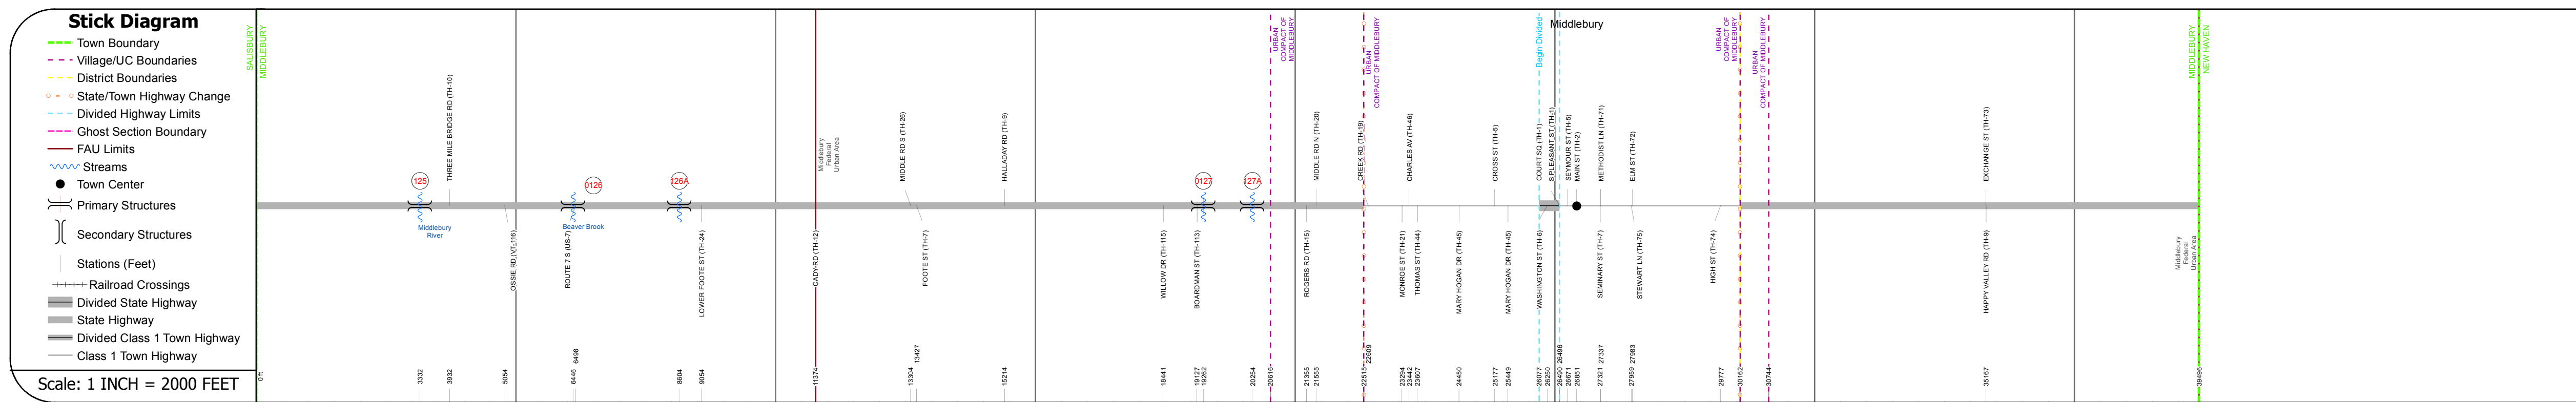 Stick Diagram
Town Boundary
Village/UC Boundaries
District Boundaries
State/Town Highway Change
Divided Highway Limits
Ghost Section Boundary
FAU Limits
Streams
Town Center
Primary Structures
Secondary Structures
Stations (Feet)
Railroad Crossings
Divided State Highway
State Highway
Divided Class 1 Town Highway
Class 1 Town Highway
Scale: 1 INCH = 2000 FEET
SALISBURY
MIDDLEBURY
URBAN
COMPACT OF
MIDDLEBURY
URBAN
COMPACT OF MIDDLEBURY
Begin Divided
Middlebury
URBAN
COMPACT OF
MIDDLEBURY
URBAN
COMPACT OF MIDDLEBURY
MIDDLEBURY
NEW HAVEN
THREE MILE BRIDGE RD (TH-10)
Middlebury
Federal
Urban Area
MIDDLE RD S (TH-26)
HALLADAY RD (TH-9)
MIDDLE RD N (TH-20)
CREEK RD (TH-19)
CHARLES AV (TH-46)
CROSS ST (TH-5)
COURT SQ (TH-1)
S PLEASANT ST (TH-1)
SEYMOUR ST (TH-5)
MAIN ST (TH-2)
METHODIST LN (TH-71)
ELM ST (TH-72)
EXCHANGE ST (TH-73)
125
0126
126A
0127
127A
Middlebury
River
Beaver Brook
OSSIE RD (VT-116)
ROUTE 7 S (US-7)
LOWER FOOTE ST (TH-24)
CADY RD (TH-12)
FOOTE ST (TH-7)
WILLOW DR (TH-115)
BOARDMAN ST (TH-113)
ROGERS RD (TH-15)
MONROE ST (TH-21)
THOMAS ST (TH-44)
MARY HOGAN DR (TH-45)
MARY HOGAN DR (TH-45)
WASHINGTON ST (TH-6)
SEMINARY ST (TH-7)
STEWART LN (TH-75)
HIGH ST (TH-74)
HAPPY VALLEY RD (TH-9)
Middlebury
Federal
Urban Area
0 ft
3332
3932
5054
6446
6498
8604
9054
11374
13304
13427
15214
18441
19127
19262
20254
20616
21355
21555
22515
22609
23294
23442
23607
24450
25177
25449
26077
26250
26490
26496
26671
26851
27321
27337
27959
27983
29777
30162
30744
35167
39496